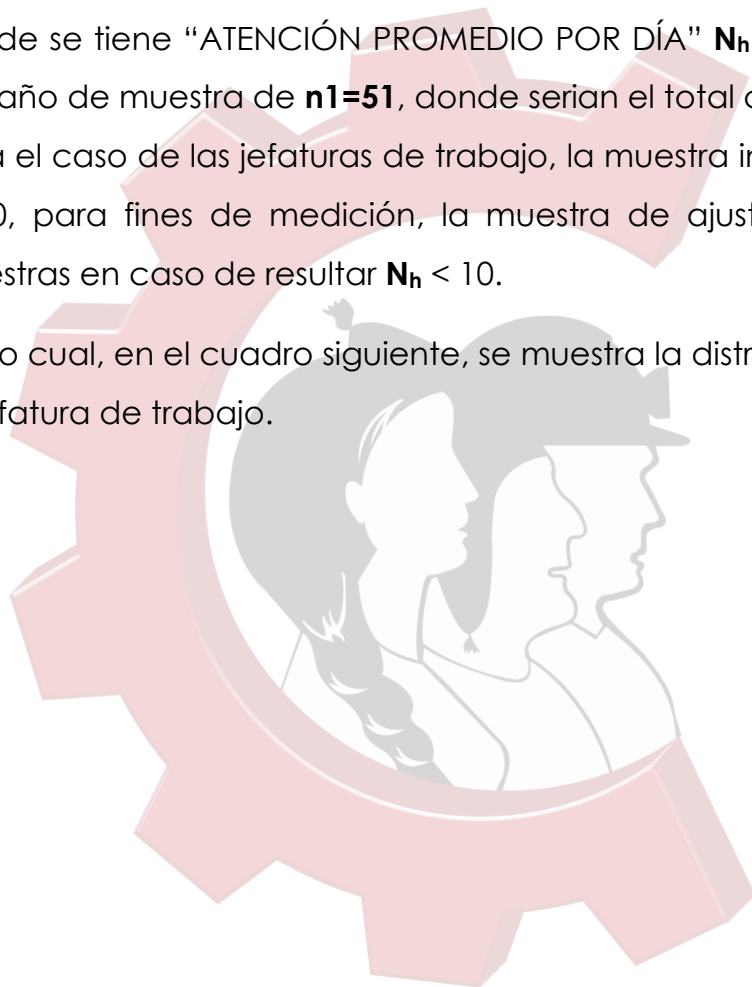 de se tiene “ATENCIÓN PROMEDIO POR DÍA” Nh
año de muestra de n1=51, donde serian el total
a el caso de las jefaturas de trabajo, la muestra
0, para fines de medición, la muestra de
estras en caso de resultar Nh < 10.
o cual, en el cuadro siguiente, se muestra la
fatura de trabajo.